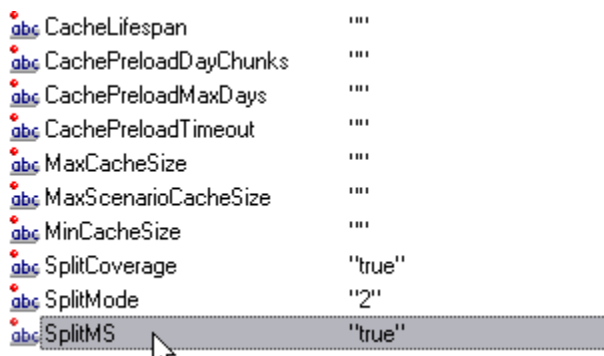 abc CacheLifespan ""
abc CachePreloadDayChunks ""
abc CachePreloadMaxDays ""
abc CachePreloadTimeout ""
abc MaxCacheSize ""
abc MaxScenarioCacheSize ""
abc MinCacheSize ""
abc SplitCoverage "true"
abc SplitMode "2"
abc SplitMS "true"